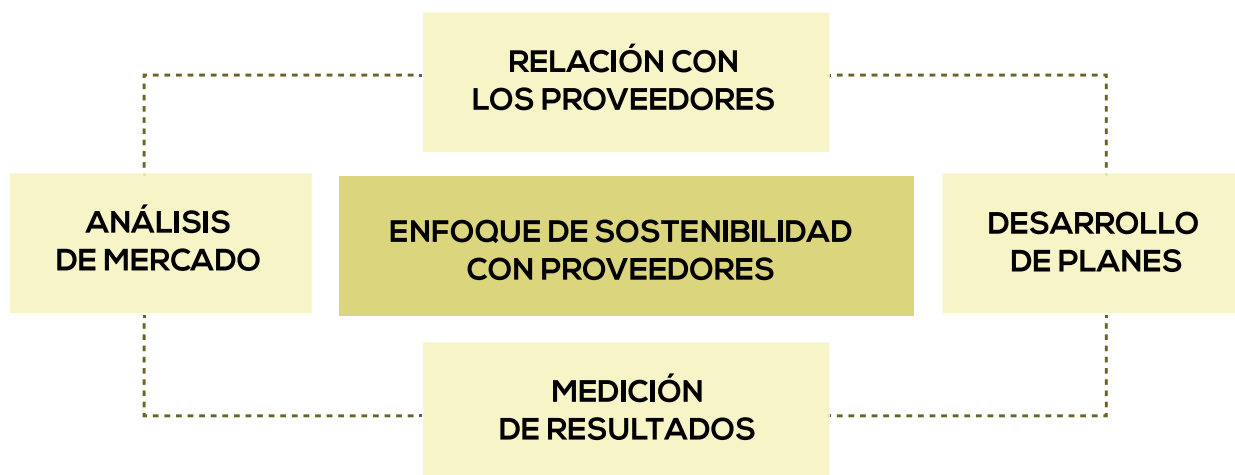 RELACIÓN CON
LOS PROVEEDORES
ANÁLISIS
DE MERCADO
ENFOQUE DE SOSTENIBILIDAD
CON PROVEEDORES
DESARROLLO
DE PLANES
MEDICIÓN
DE RESULTADOS